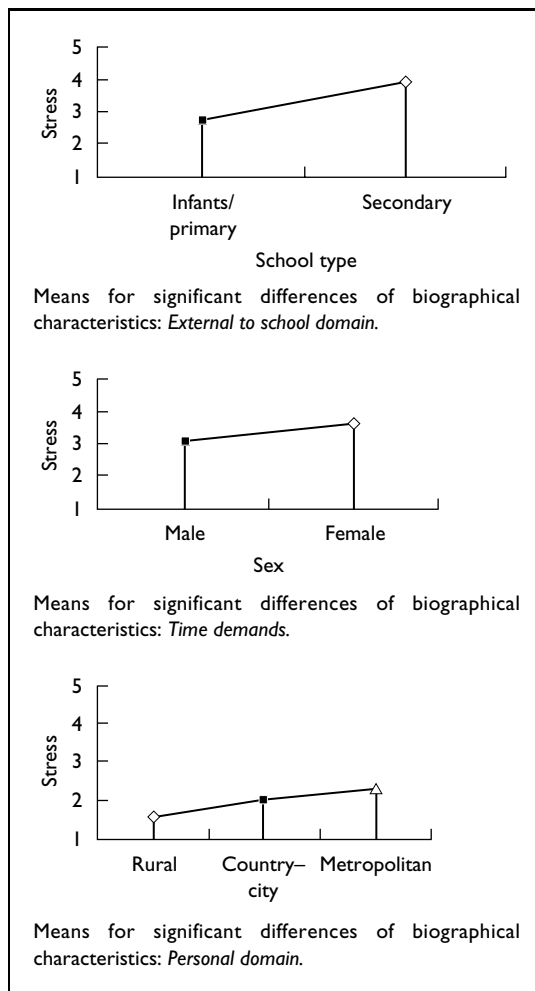 5
4
3
2
1
Stress
Infants/
primary
Secondary
School type
Means for significant differences of biographical
characteristics: External to school domain.
5
4
3
2
1
Stress
Male
Female
Sex
Means for significant differences of biographical
characteristics: Time demands.
5
4
3
2
1
Stress
Rural
Country–
city
Metropolitan
Means for significant differences of biographical
characteristics: Personal domain.